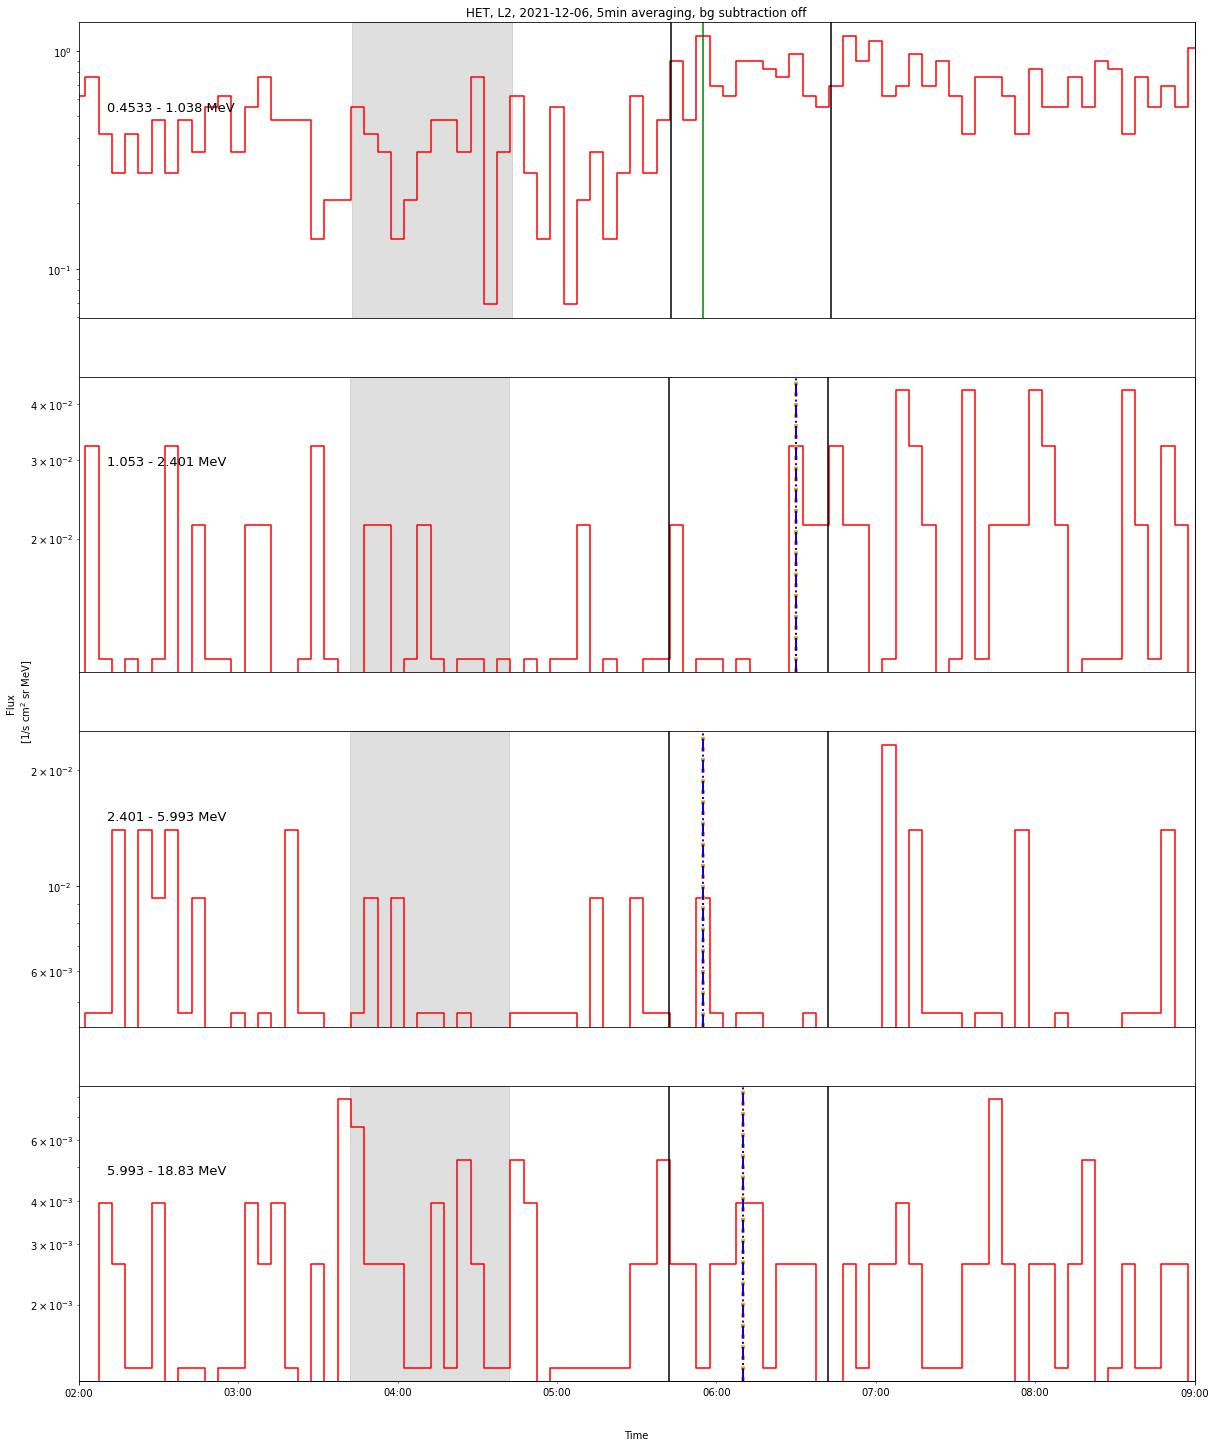 HET, L2, 2021-12-06, 5min averaging, bg subtraction off
10⁰
0.4533 - 1.038 MeV
10⁻¹
4 × 10⁻²
1.053 - 2.401 MeV
3 × 10⁻²
2 × 10⁻²
Flux
[1/s cm² sr MeV]
2 × 10⁻²
2.401 - 5.993 MeV
10⁻²
6 × 10⁻³
6 × 10⁻³
5.993 - 18.83 MeV
4 × 10⁻³
3 × 10⁻³
2 × 10⁻³
02:00 03:00 04:00 05:00 06:00 07:00 08:00 09:00
Time